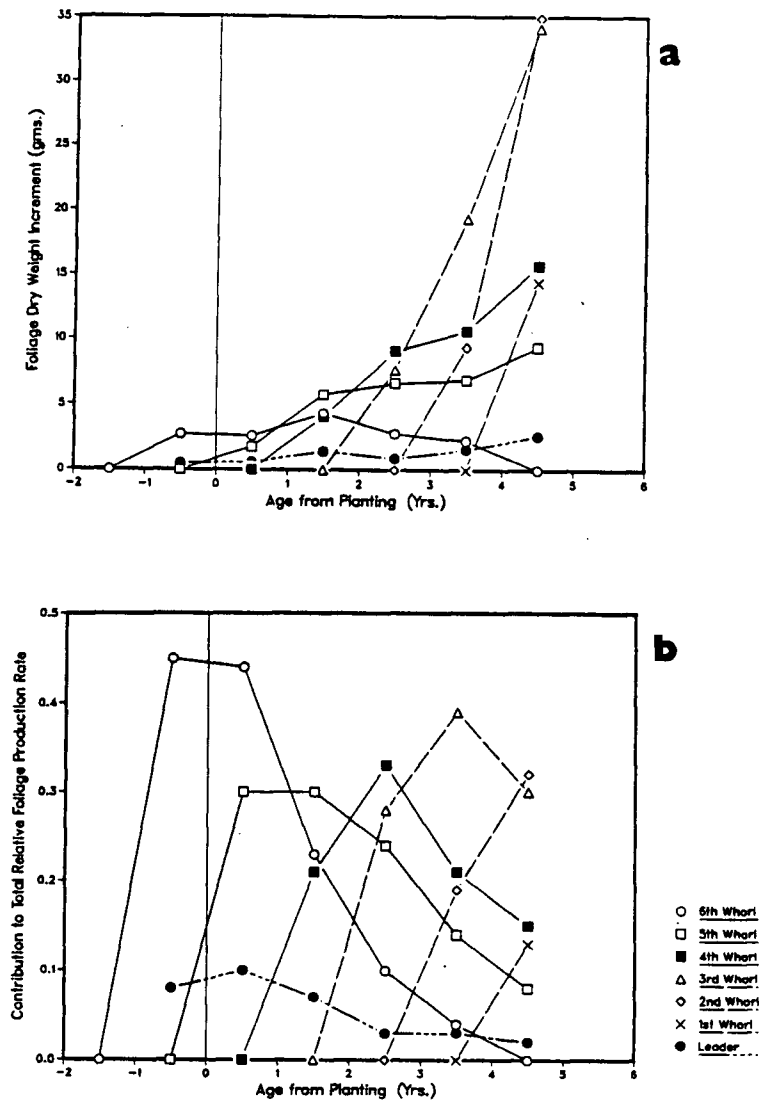 a
35
30
25
20
15
10
5
0
Foliage Dry Weight Increment (gms.)
-2 -1 0 1 2 3 4 5 6
Age from Planting (Yrs.)
b
0.5
0.4
0.3
0.2
0.1
0.0
Contribution to Total Relative Foliage Production Rate
-2 -1 0 1 2 3 4 5 6
Age from Planting (Yrs.)
6th Whorl
5th Whorl
4th Whorl
3rd Whorl
2nd Whorl
1st Whorl
Leader